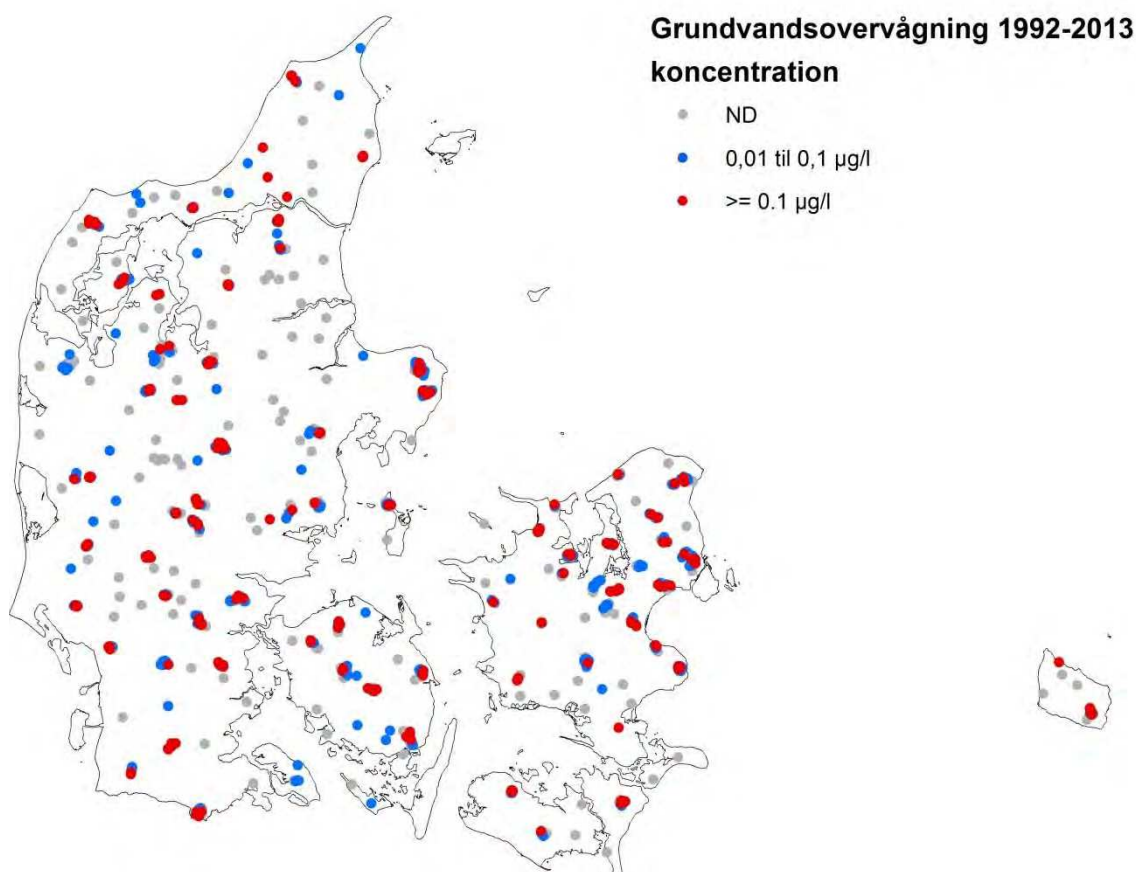 Grundvandsovervågning 1992-2013
koncentration
ND
0,01 til 0,1 µg/l
>= 0.1 µg/l